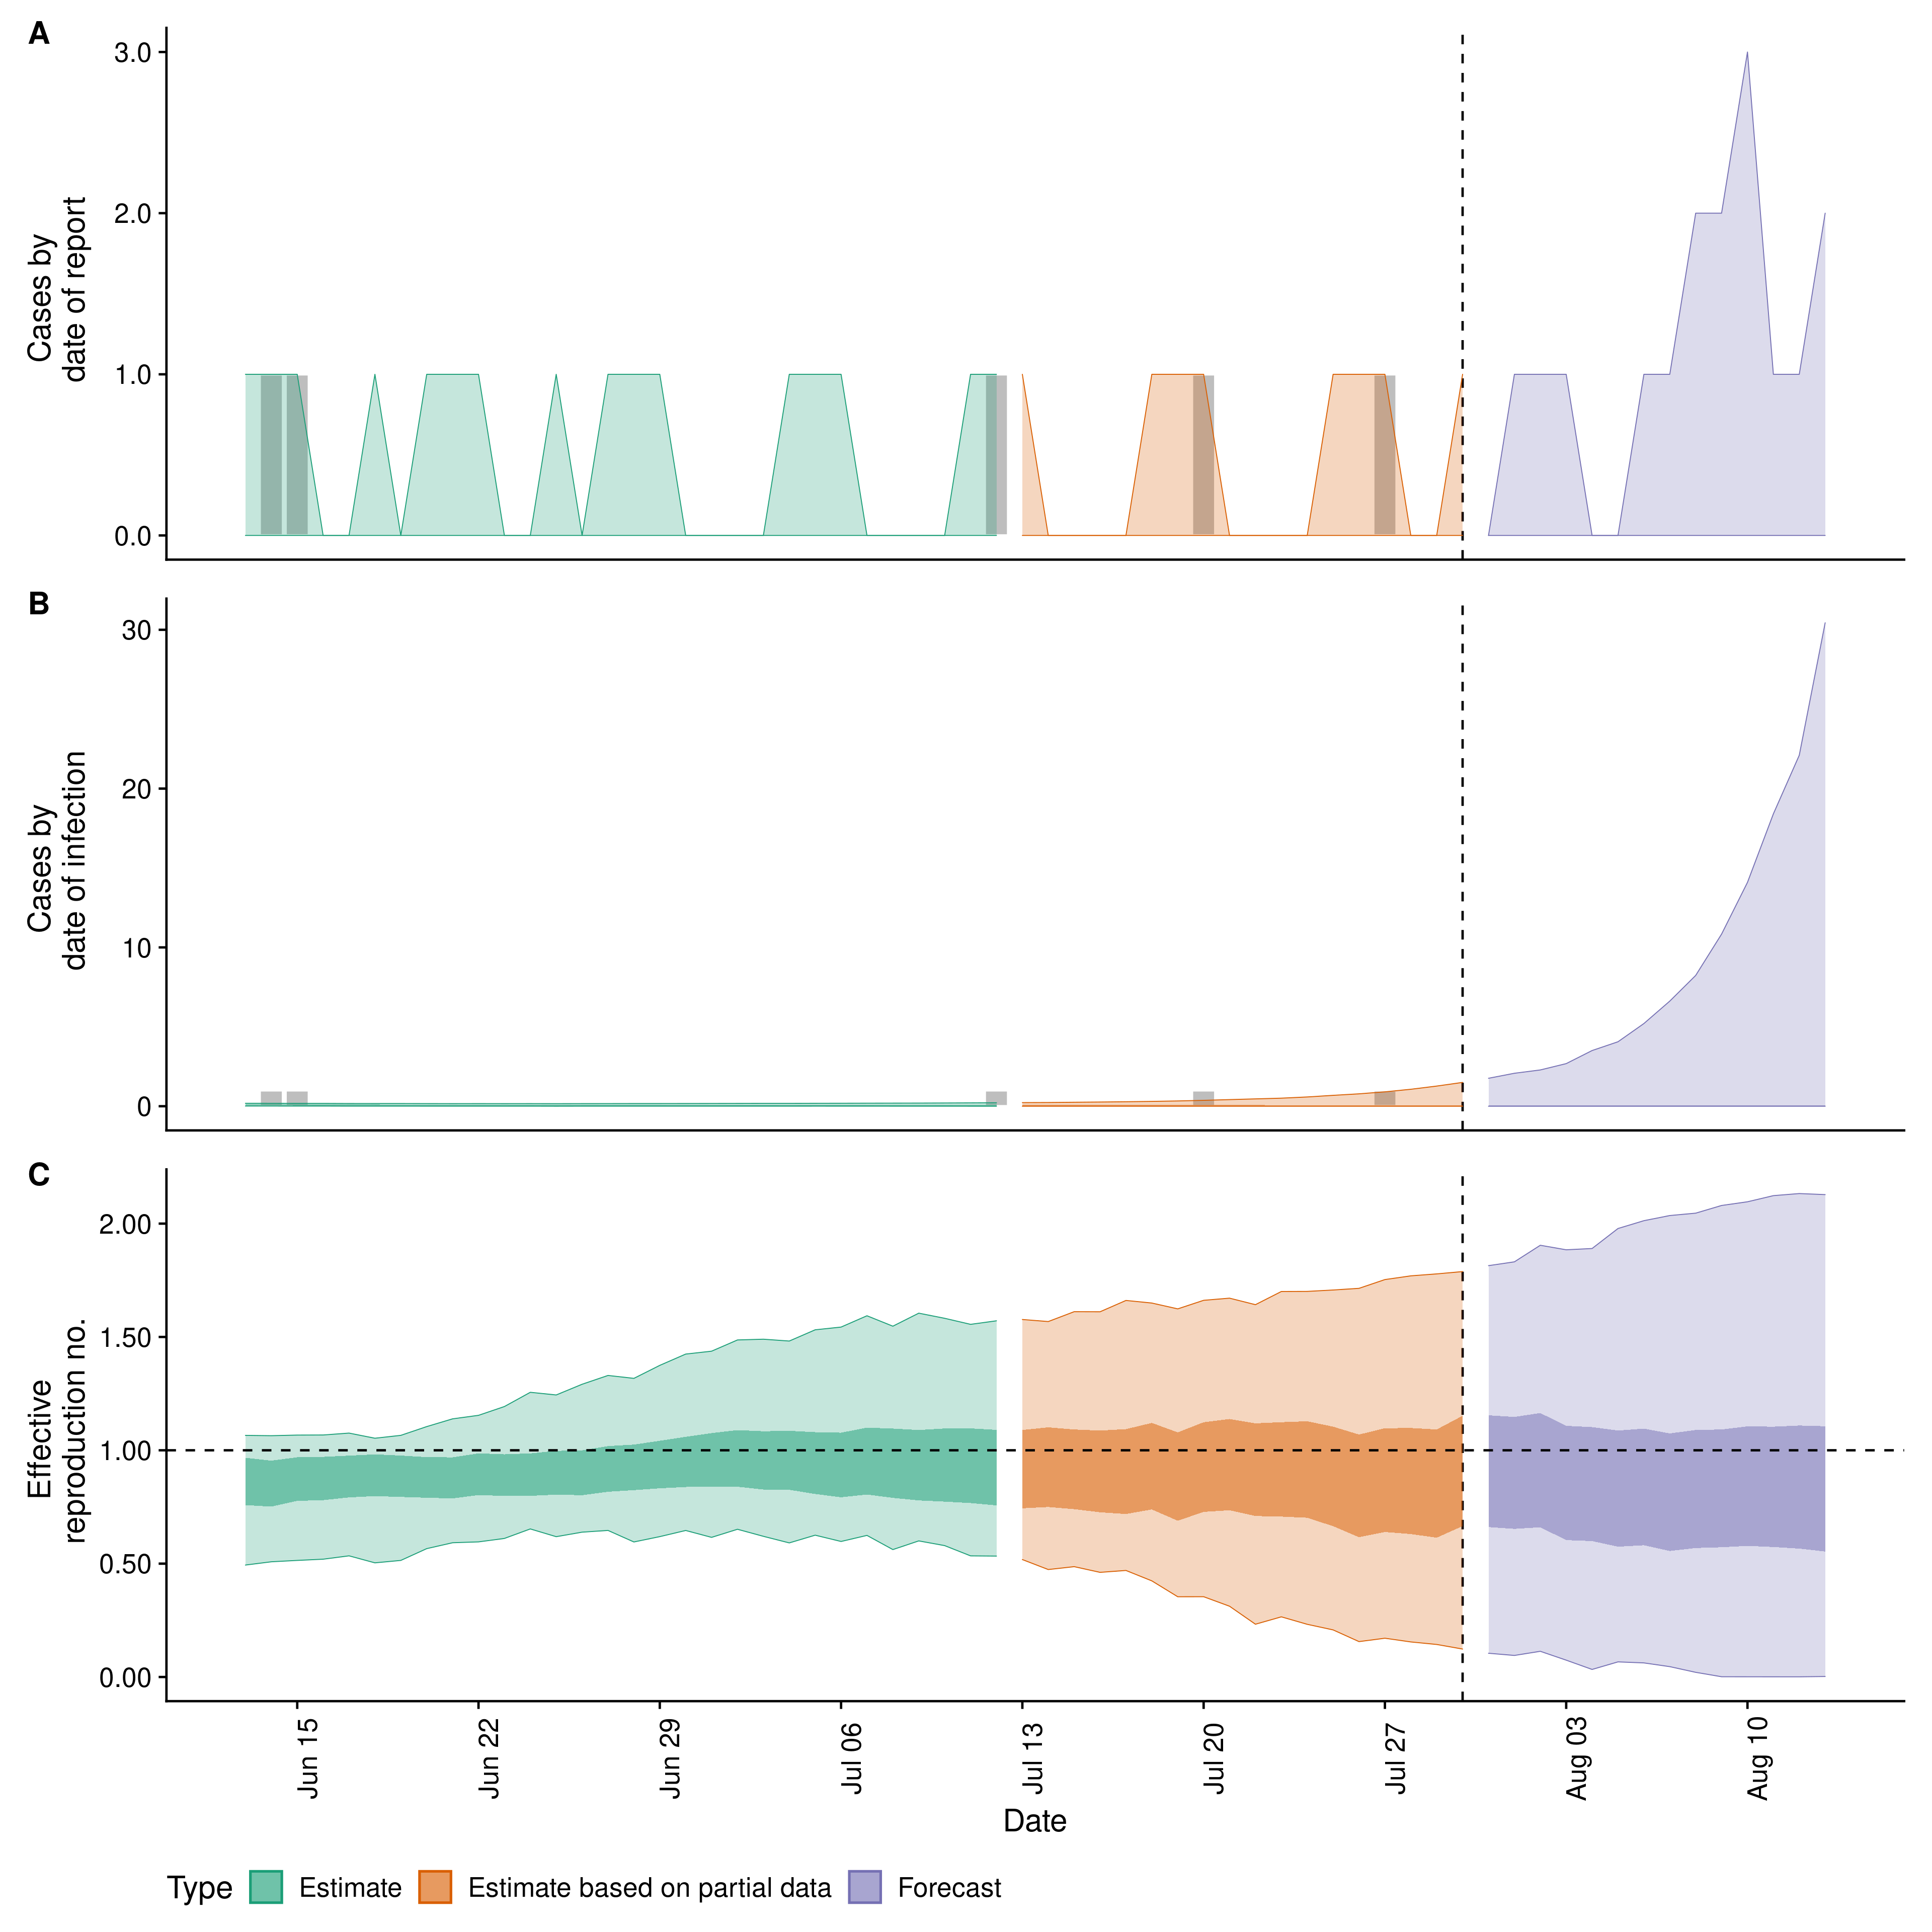 A
3.0
2.0
1.0
0.0
Cases by
date of report
B
30
20
10
0
Cases by
date of infection
C
2.00
1.50
1.00
0.50
0.00
Effective
reproduction no.
Jun 15
Jun 22
Jun 29
Jul 06
Jul 13
Jul 20
Jul 27
Aug 03
Aug 10
Date
Type Estimate Estimate based on partial data Forecast